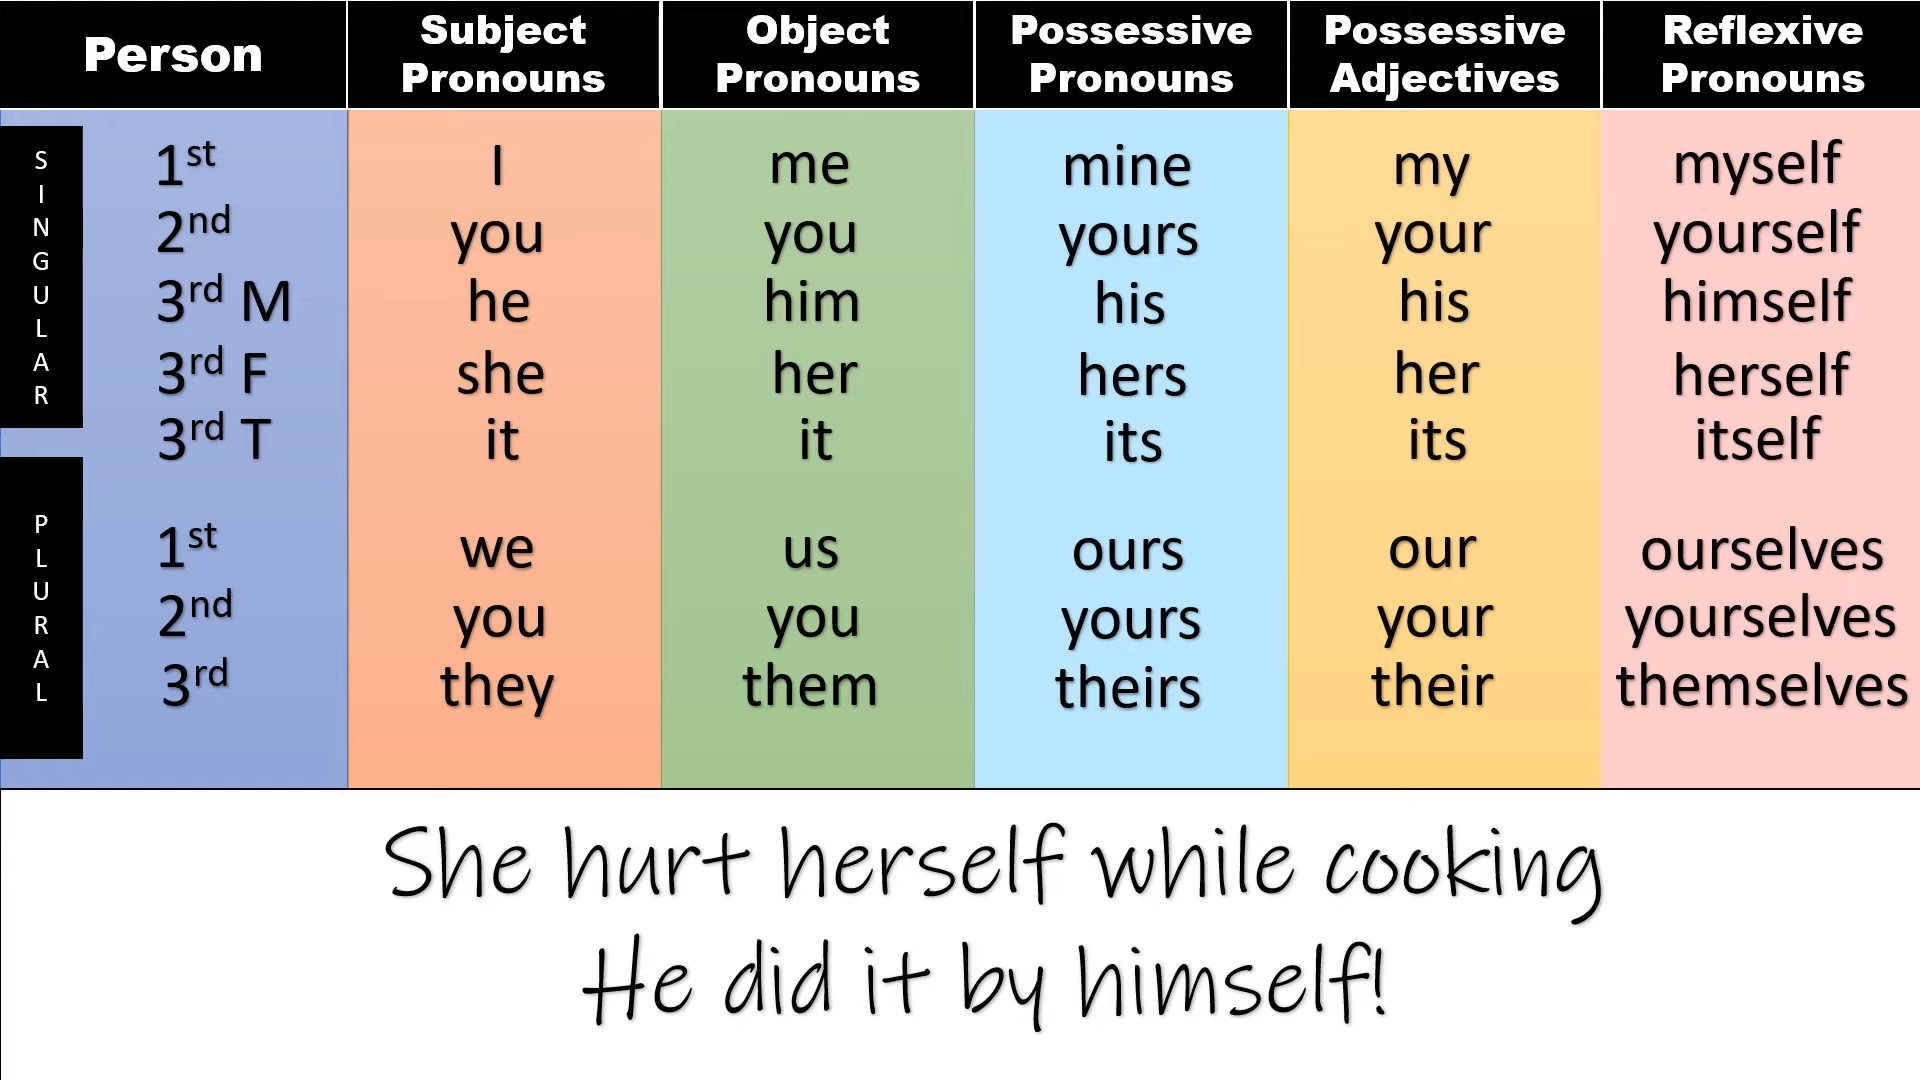 Person Subject Pronouns Object Pronouns Possessive Pronouns Possessive Adjectives Reflexive Pronouns
SINGULAR
1st I me mine my myself
2nd you you yours your yourself
3rd M he him his his himself
3rd F she her hers her herself
3rd T it it its its itself
PLURAL
1st we us ours our ourselves
2nd you you yours your yourselves
3rd they them theirs their themselves
She hurt herself while cooking
He did it by himself!